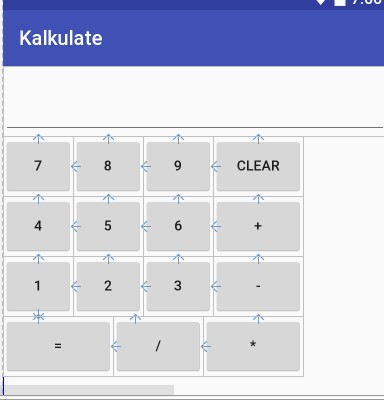 Kalkulate
7 8 9 CLEAR
4 5 6 +
1 2 3 -
= / *